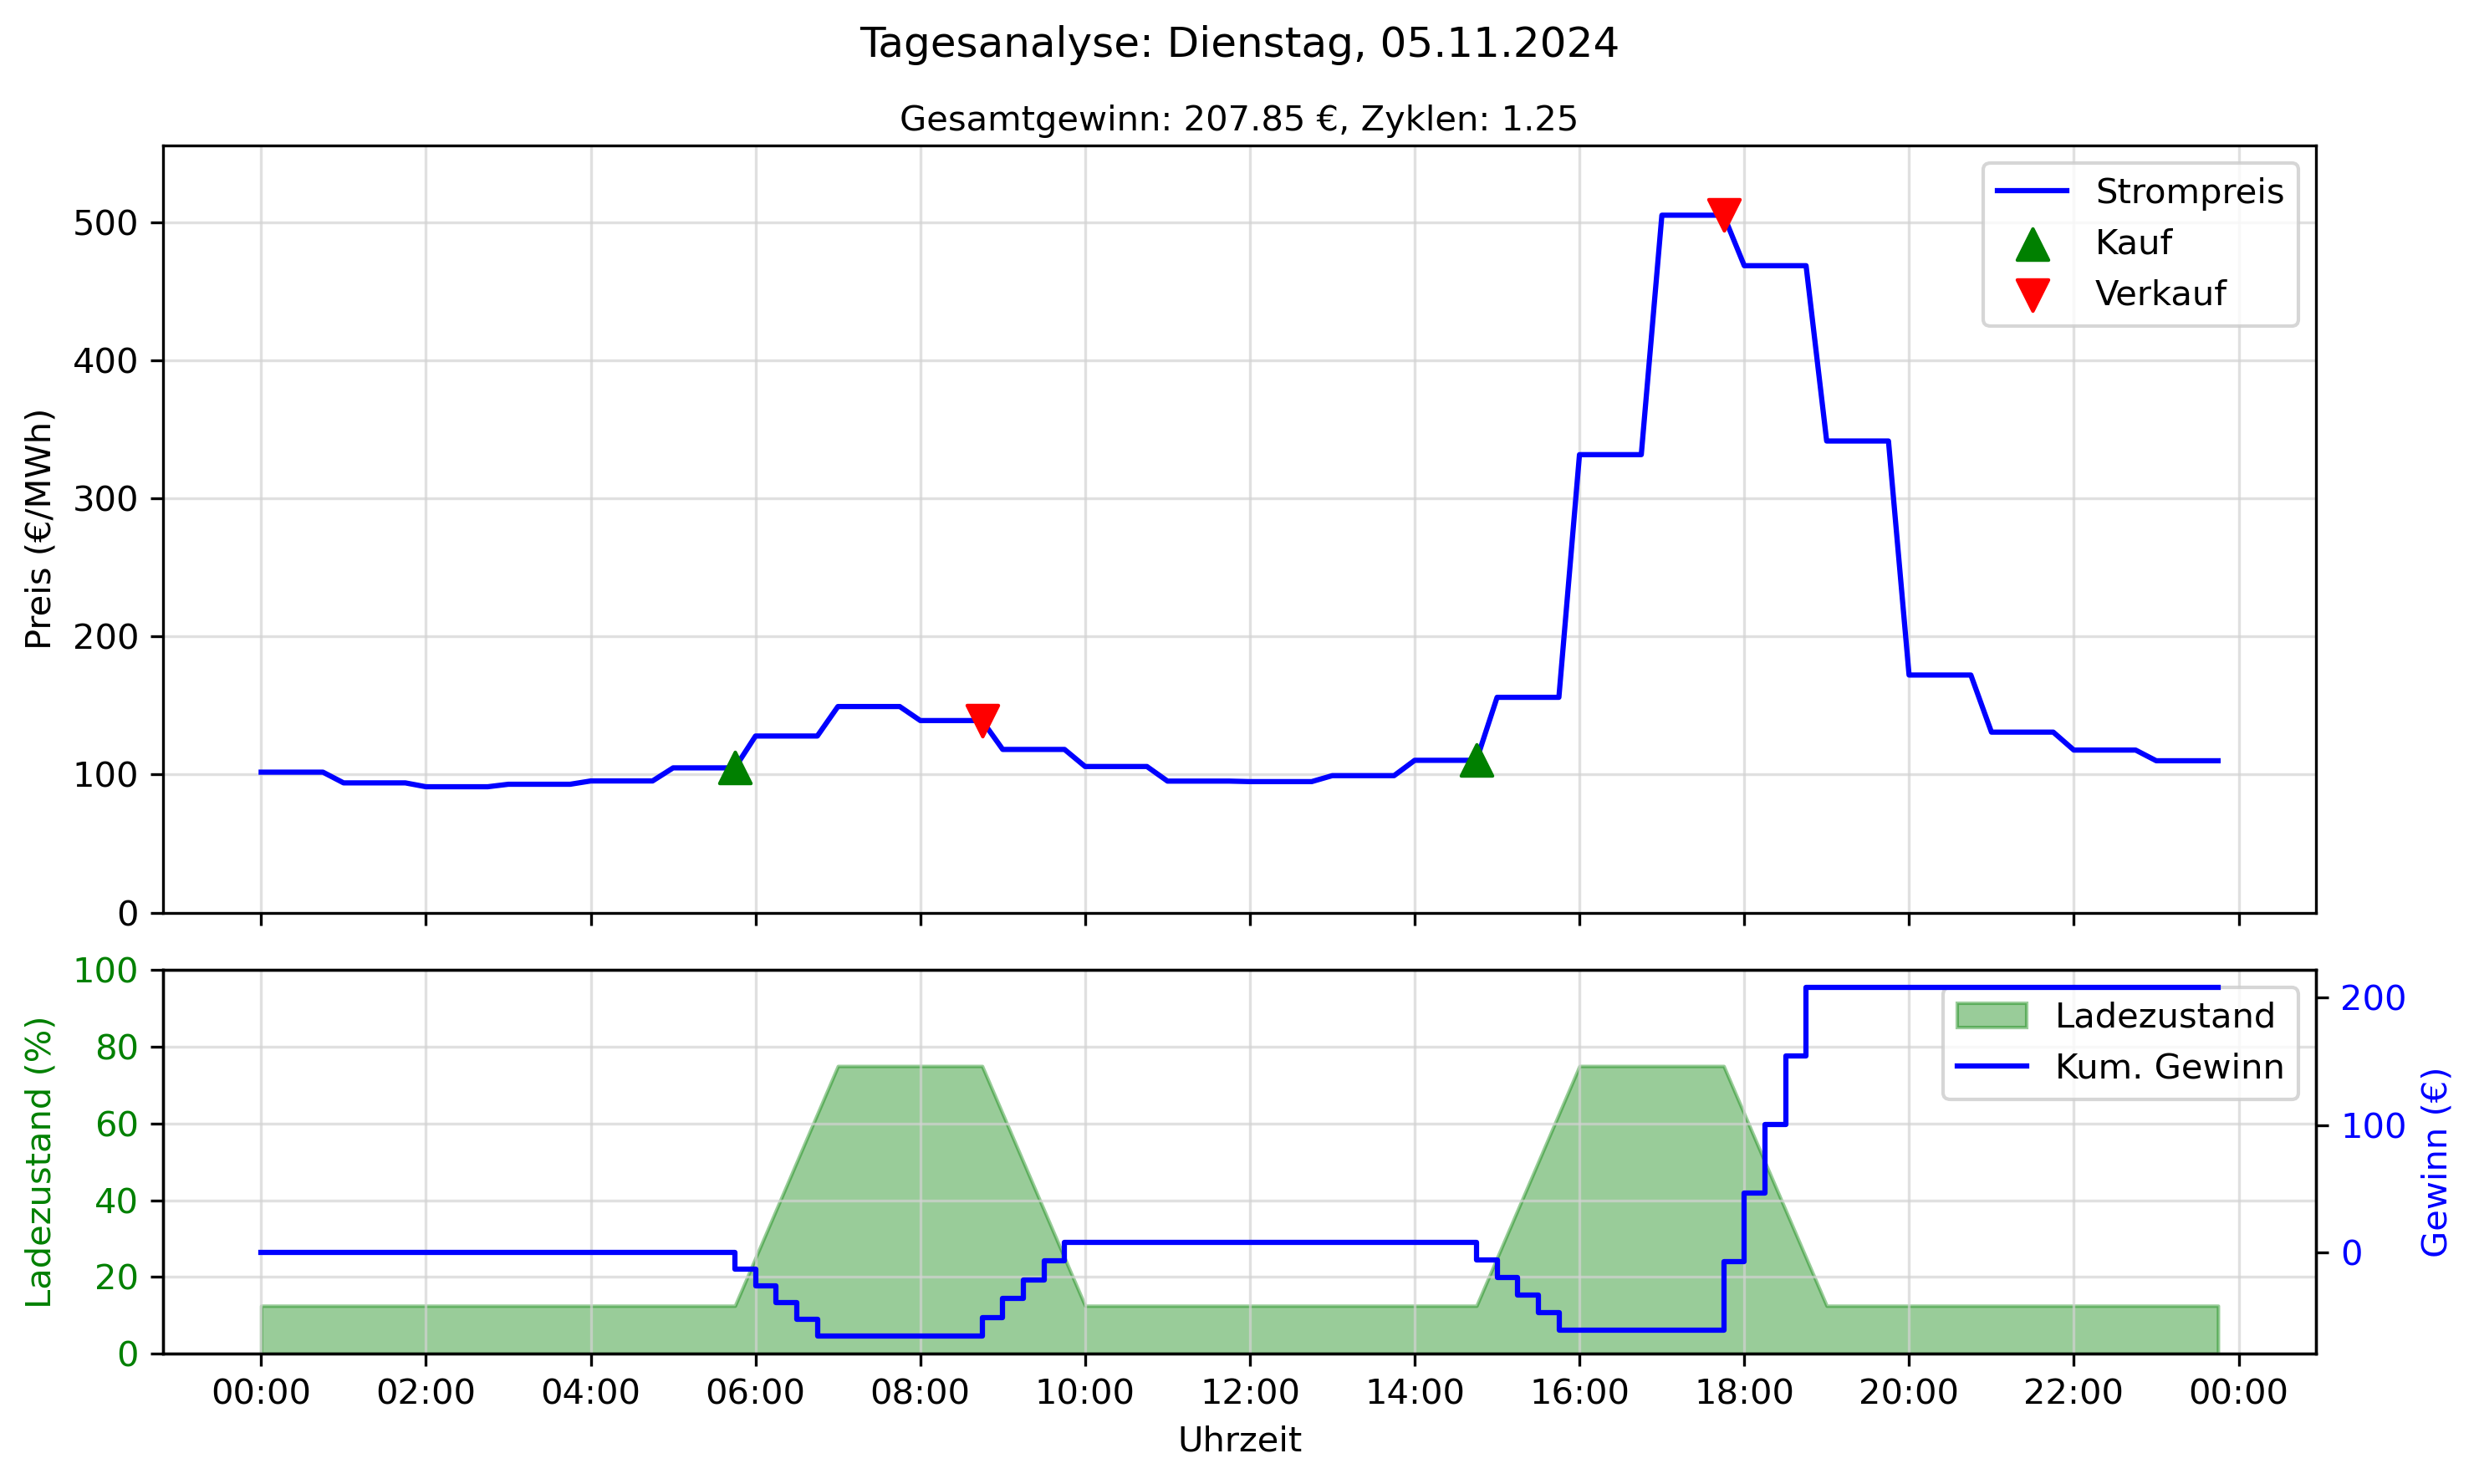 Tagesanalyse: Dienstag, 05.11.2024
Gesamtgewinn: 207.85 €, Zyklen: 1.25
Preis (€/MWh)
500
400
300
200
100
0
Strompreis
Kauf
Verkauf
Ladezustand (%)
100
80
60
40
20
0
Ladezustand
Kum. Gewinn
200
100
0
Gewinn (€)
00:00 02:00 04:00 06:00 08:00 10:00 12:00 14:00 16:00 18:00 20:00 22:00 00:00
Uhrzeit